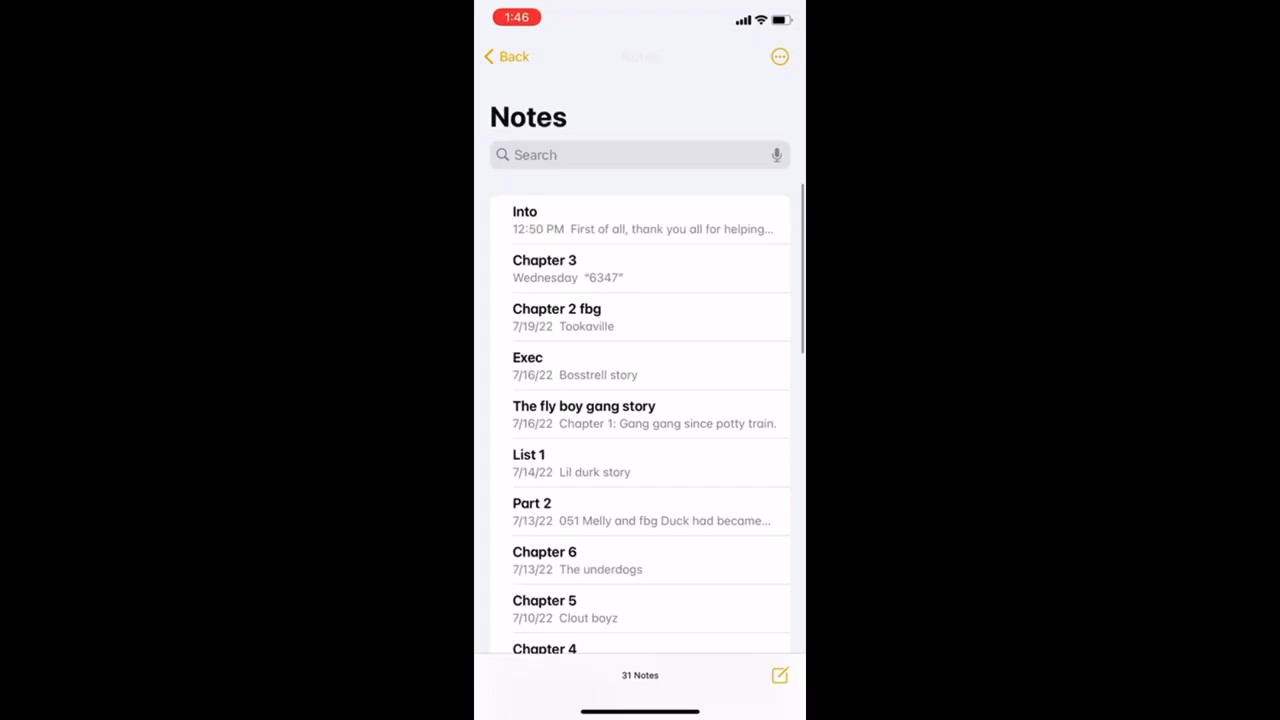 1:46
Back
Notes
Notes
Search
Into
12:50 PM First of all, thank you all for helping...
Chapter 3
Wednesday “6347”
Chapter 2 fbg
7/19/22 Tookaville
Exec
7/16/22 Bosstrell story
The fly boy gang story
7/16/22 Chapter 1: Gang gang since potty train.
List 1
7/14/22 Lil durk story
Part 2
7/13/22 051 Melly and fbg Duck had became...
Chapter 6
7/13/22 The underdogs
Chapter 5
7/10/22 Clout boyz
Chapter 4
31 Notes